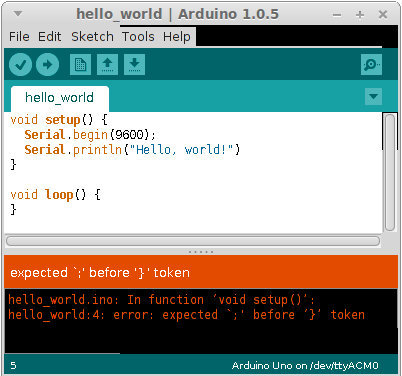 hello_world | Arduino 1.0.5
File Edit Sketch Tools Help
hello_world
void setup() {
  Serial.begin(9600);
  Serial.println("Hello, world!")
}
void loop() {
}
expected `;' before '}' token
hello_world.ino: In function ‘void setup()’:
hello_world:4: error: expected `;' before ‘}’ token
5 Arduino Uno on /dev/ttyACM0